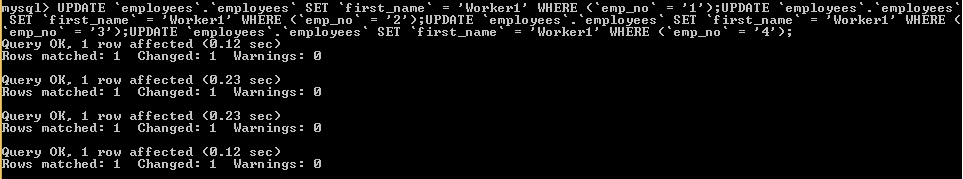 mysql> UPDATE `employees`.`employees` SET `first_name` = 'Worker1' WHERE (`emp_no` = '1');UPDATE `employees`.`employees`
 SET `first_name` = 'Worker1' WHERE (`emp_no` = '2');UPDATE `employees`.`employees` SET `first_name` = 'Worker1' WHERE (
`emp_no` = '3');UPDATE `employees`.`employees` SET `first_name` = 'Worker1' WHERE (`emp_no` = '4');
Query OK, 1 row affected (0.12 sec)
Rows matched: 1  Changed: 1  Warnings: 0
Query OK, 1 row affected (0.23 sec)
Rows matched: 1  Changed: 1  Warnings: 0
Query OK, 1 row affected (0.23 sec)
Rows matched: 1  Changed: 1  Warnings: 0
Query OK, 1 row affected (0.12 sec)
Rows matched: 1  Changed: 1  Warnings: 0